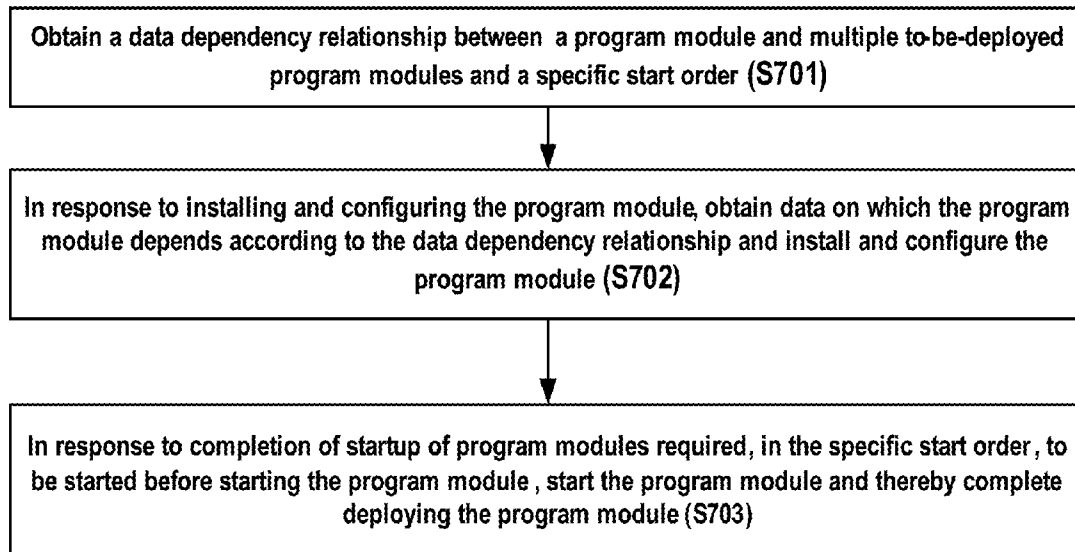 Obtain a data dependency relationship between a program module and multiple to-be-deployed
program modules and a specific start order (S701)
In response to installing and configuring the program module, obtain data on which the program
module depends according to the data dependency relationship and install and configure the
program module (S702)
In response to completion of startup of program modules required, in the specific start order, to
be started before starting the program module, start the program module and thereby complete
deploying the program module (S703)